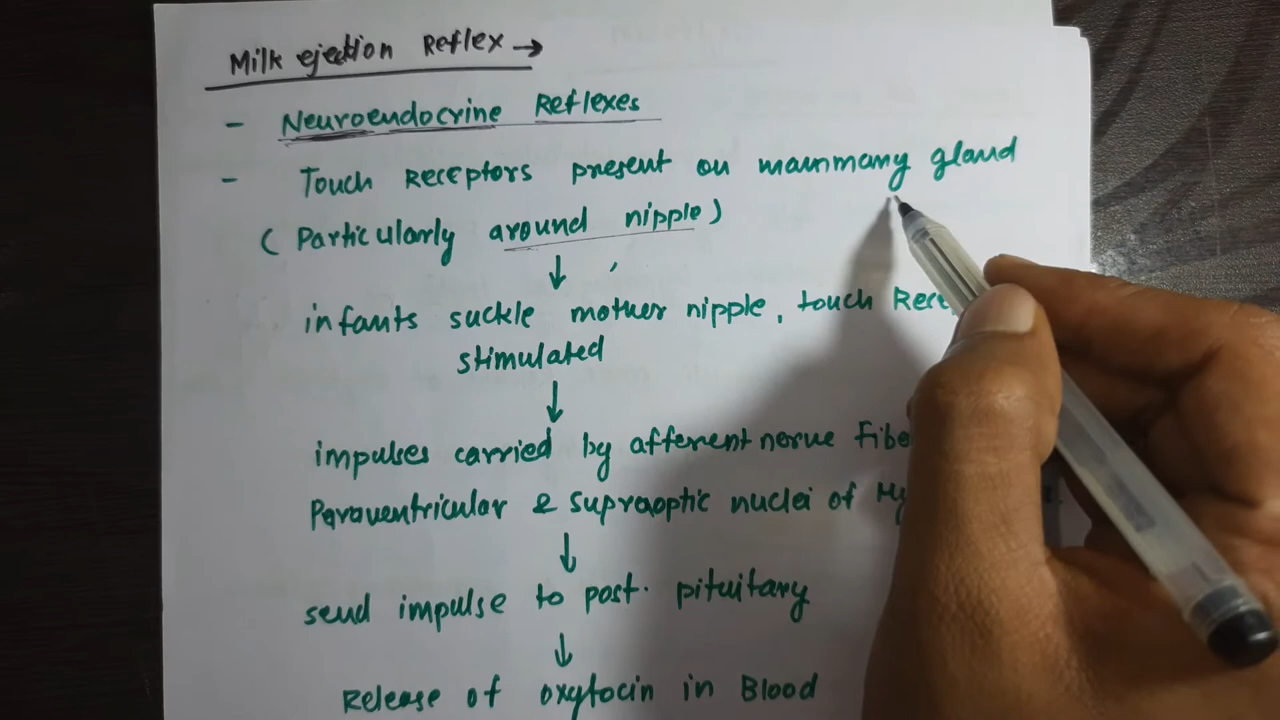 Milk ejection Reflex →
- Neuroendocrine Reflexes
- Touch Receptors present on mammary gland
( Particularly around nipple )
↓
infants suckle mother nipple, touch
stimulated
↓
impulses carried by afferent nerve
Paraventricular & Supraoptic nuclei of
↓
send impulse to post. pituitary
↓
Release of oxytocin in Blood